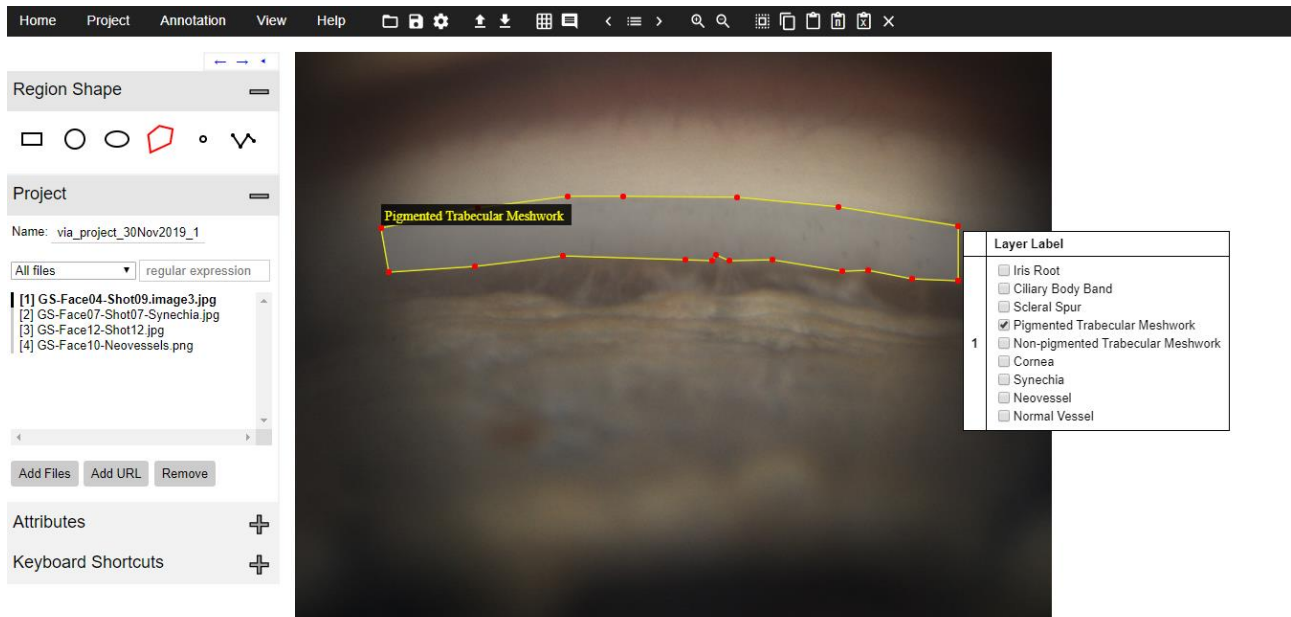 Home Project Annotation View Help
Region Shape
Project
Name: via_project_30Nov2019_1
All files regular expression
[1] GS-Face04-Shot09.image3.jpg
[2] GS-Face07-Shot07-Synechia.jpg
[3] GS-Face12-Shot12.jpg
[4] GS-Face10-Neovessels.png
Add Files Add URL Remove
Attributes
Keyboard Shortcuts
Pigmented Trabecular Meshwork
Layer Label
1
Iris Root
Ciliary Body Band
Scleral Spur
Pigmented Trabecular Meshwork
Non-pigmented Trabecular Meshwork
Cornea
Synechia
Neovessel
Normal Vessel